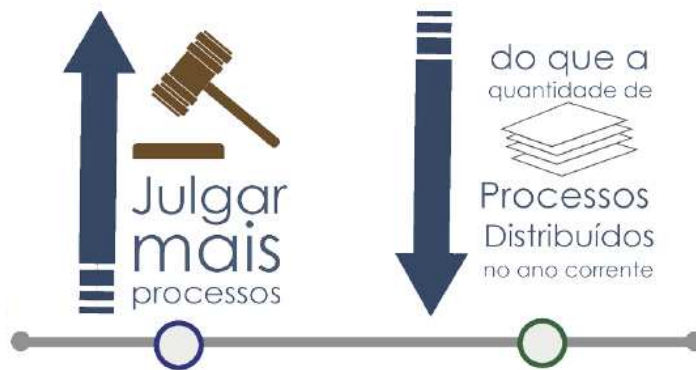 Julgar
mais
processos
do que a
quantidade de
Processos
Distribuídos
no ano corrente